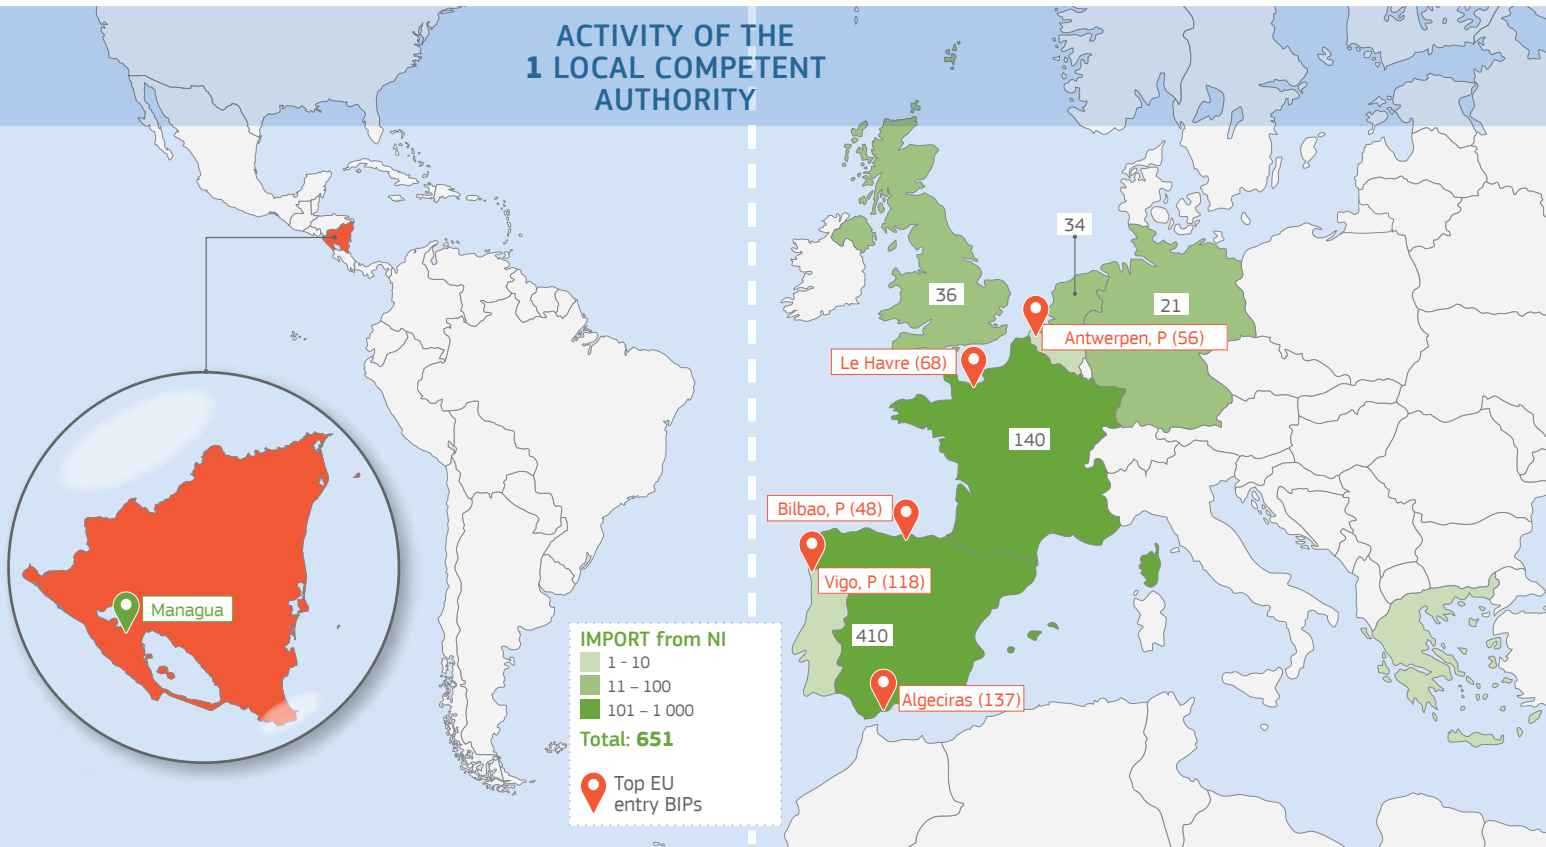 ACTIVITY OF THE
1 LOCAL COMPETENT
AUTHORITY
34
36
21
Antwerpen, P (56)
Le Havre (68)
140
Bilbao, P (48)
Vigo, P (118)
Managua
410
Algeciras (137)
IMPORT from NI
1 - 10
11 – 100
101 – 1 000
Total: 651
Top EU
entry BIPs